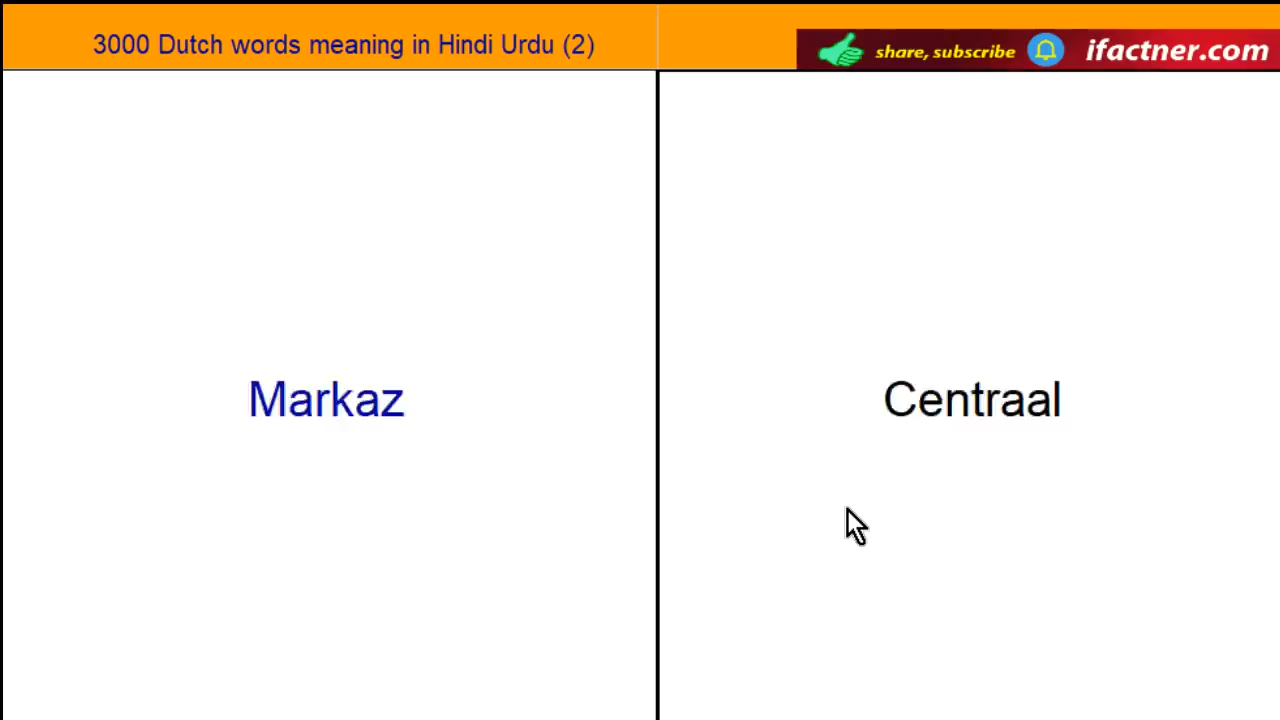 3000 Dutch words meaning in Hindi Urdu (2)
share, subscribe
ifactner.com
Markaz
Centraal